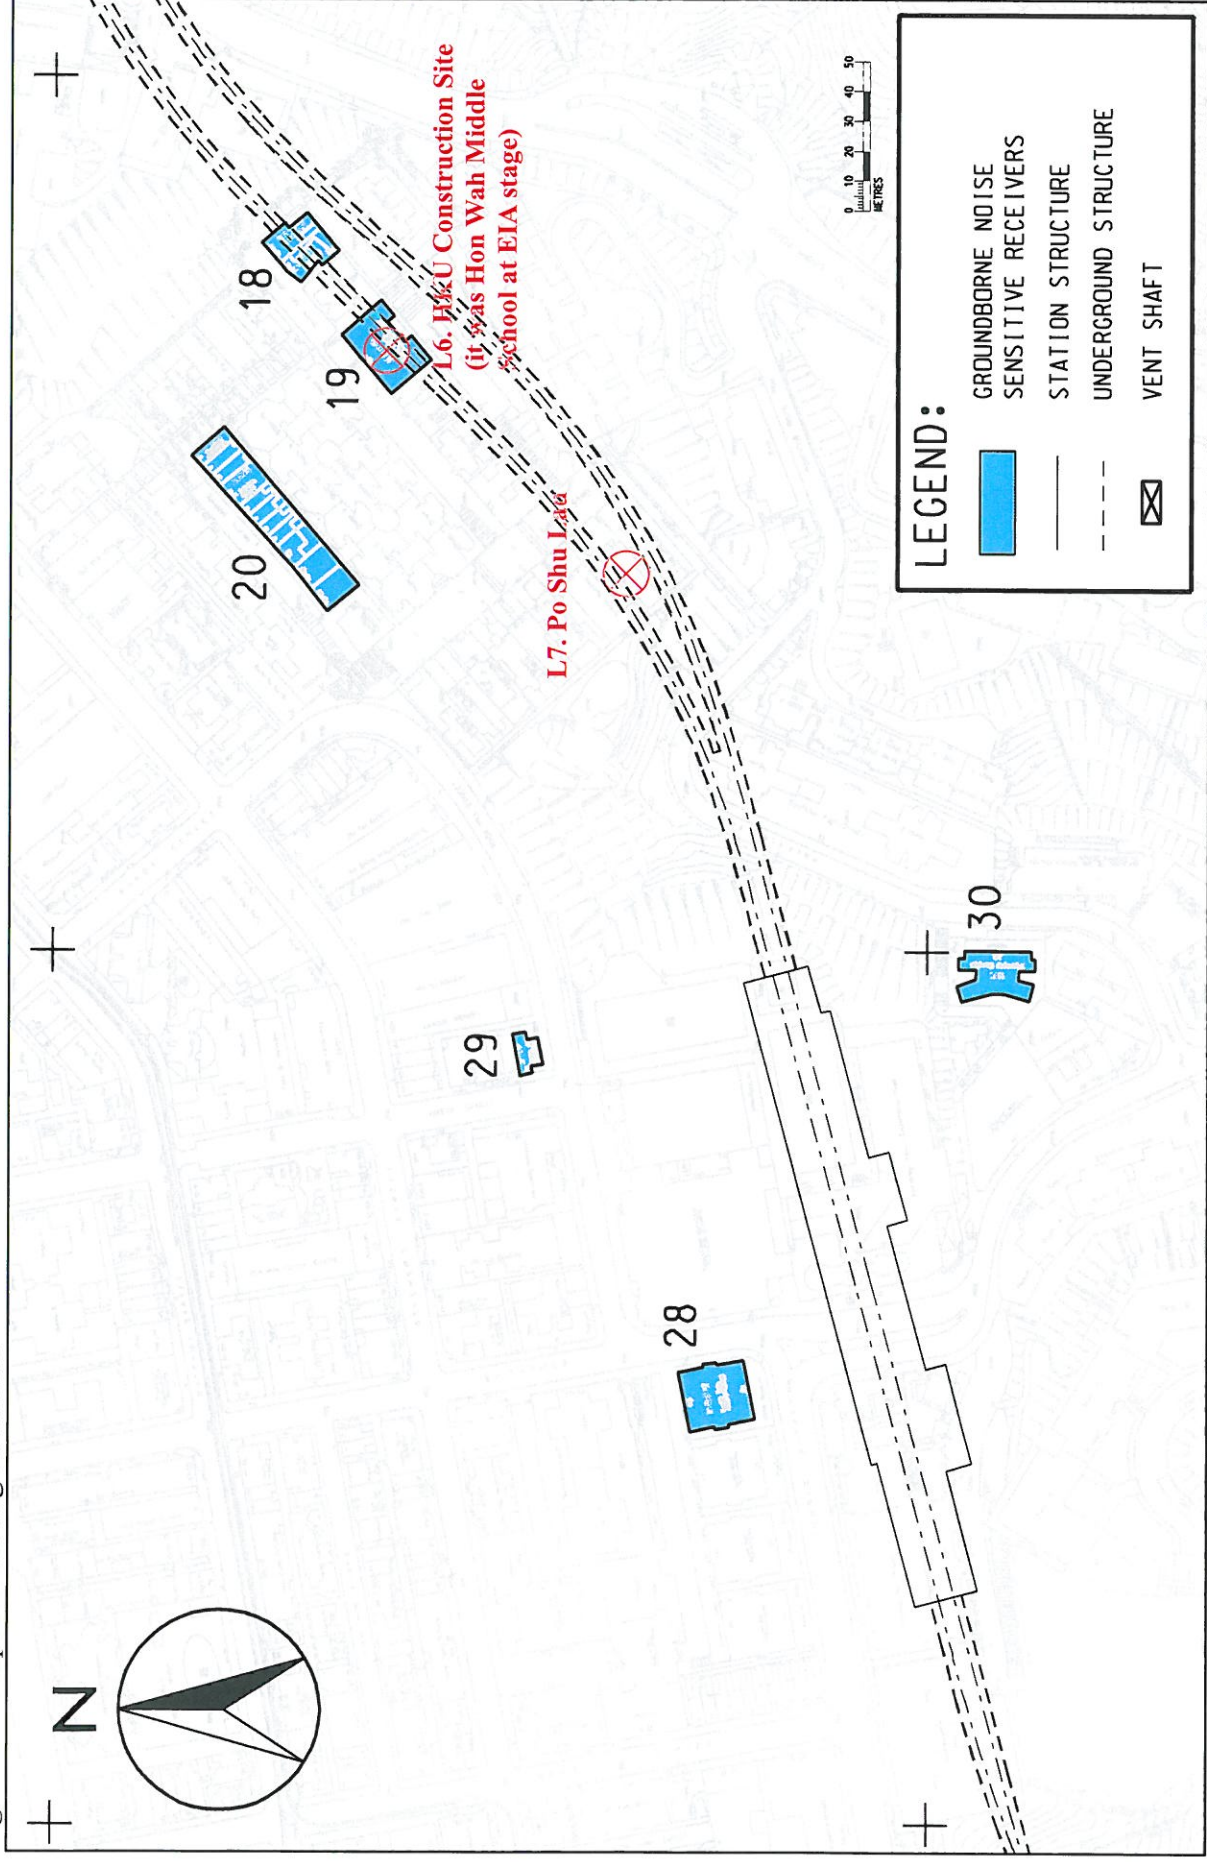 N
18
19
20
28
29
30
L6. HKU Construction Site
(it was Hon Wah Middle
School at EIA stage)
L7. Po Shu Lau
0 10 20 30 40 50
METRES
LEGEND:
GROUNDBORNE NOISE
SENSITIVE RECEIVERS
STATION STRUCTURE
UNDERGROUND STRUCTURE
VENT SHAFT